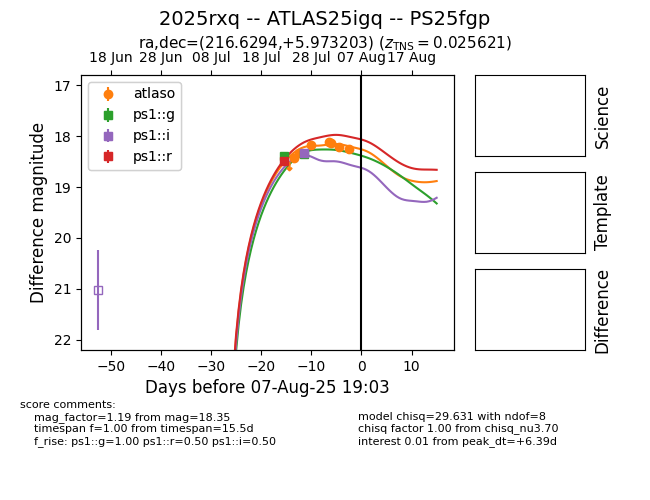 2025rxq -- ATLAS25igq -- PS25fgp
ra,dec=(216.6294,+5.973203) (z_TNS = 0.025621)
18 Jun 28 Jun 08 Jul 18 Jul 28 Jul 07 Aug 17 Aug
17
18
19
20
21
22
Difference magnitude
atlaso
ps1::g
ps1::i
ps1::r
−50 −40 −30 −20 −10 0 10
Days before 07-Aug-25 19:03
Science
Template
Difference
score comments:
mag_factor=1.19 from mag=18.35
timespan f=1.00 from timespan=15.5d
f_rise: ps1::g=1.00 ps1::r=0.50 ps1::i=0.50
model chisq=29.631 with ndof=8
chisq factor 1.00 from chisq_nu3.70
interest 0.01 from peak_dt=+6.39d